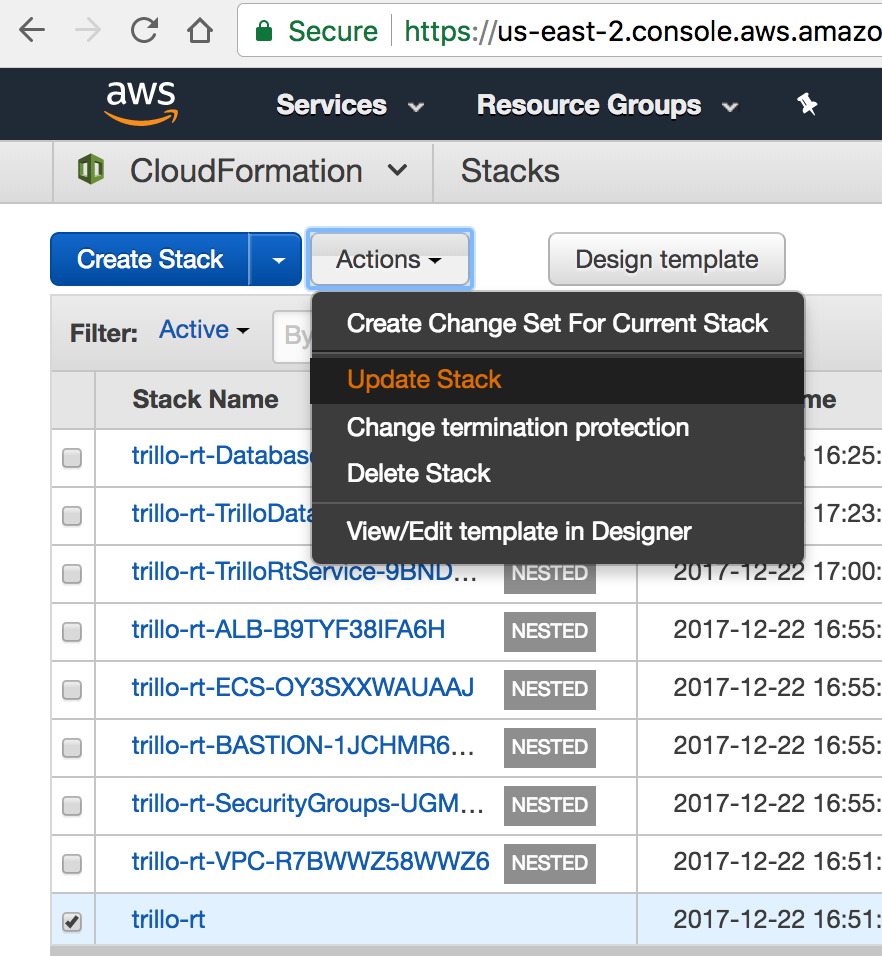 Secure https://us-east-2.console.aws.amazo
aws Services Resource Groups
CloudFormation Stacks
Create Stack Actions Design template
Filter: Active By
Create Change Set For Current Stack
Update Stack
Change termination protection
Delete Stack
View/Edit template in Designer
Stack Name me
trillo-rt-Databas 16:25:
trillo-rt-TrilloData 17:23:
trillo-rt-TrilloRtService-9BND... NESTED 2017-12-22 17:00:
trillo-rt-ALB-B9TYF38IFA6H NESTED 2017-12-22 16:55:
trillo-rt-ECS-OY3SXXWAUAAJ NESTED 2017-12-22 16:55:
trillo-rt-BASTION-1JCHMR6... NESTED 2017-12-22 16:55:
trillo-rt-SecurityGroups-UGM... NESTED 2017-12-22 16:55:
trillo-rt-VPC-R7BWWZ58WWZ6 NESTED 2017-12-22 16:51:
trillo-rt 2017-12-22 16:51: